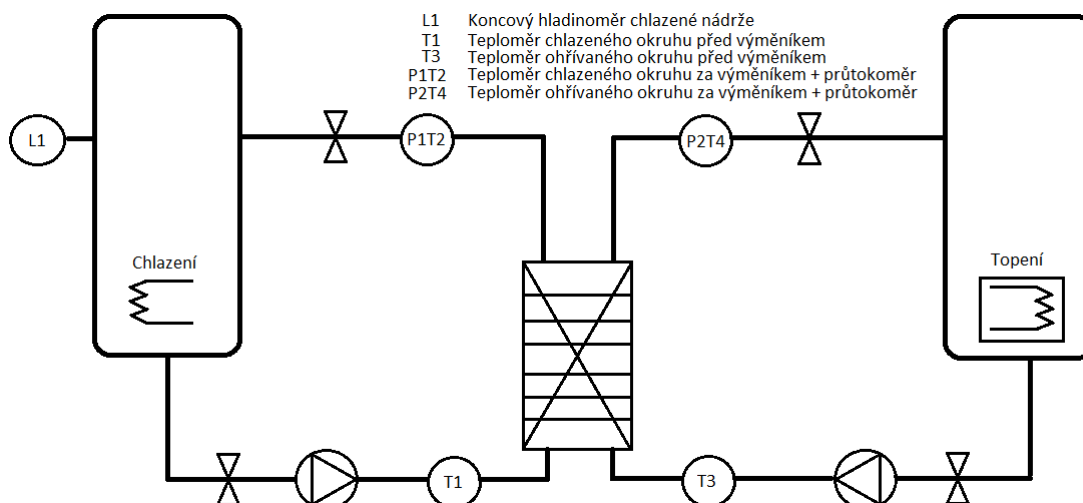 L1 Koncový hladinoměr chlazené nádrže
T1 Teploměr chlazeného okruhu před výměníkem
T3 Teploměr ohřívaného okruhu před výměníkem
P1T2 Teploměr chlazeného okruhu za výměníkem + průtokoměr
P2T4 Teploměr ohřívaného okruhu za výměníkem + průtokoměr
L1
P1T2
P2T4
Chlazení
Topení
T1
T3